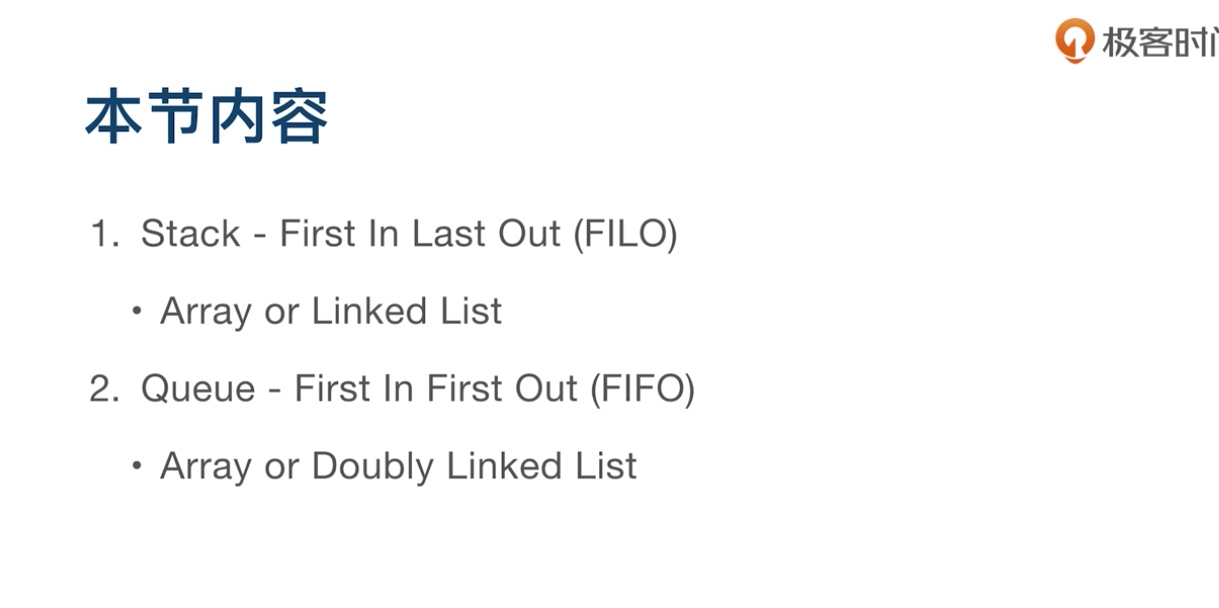 极客时间
本节内容
1. Stack - First In Last Out (FILO)
• Array or Linked List
2. Queue - First In First Out (FIFO)
• Array or Doubly Linked List